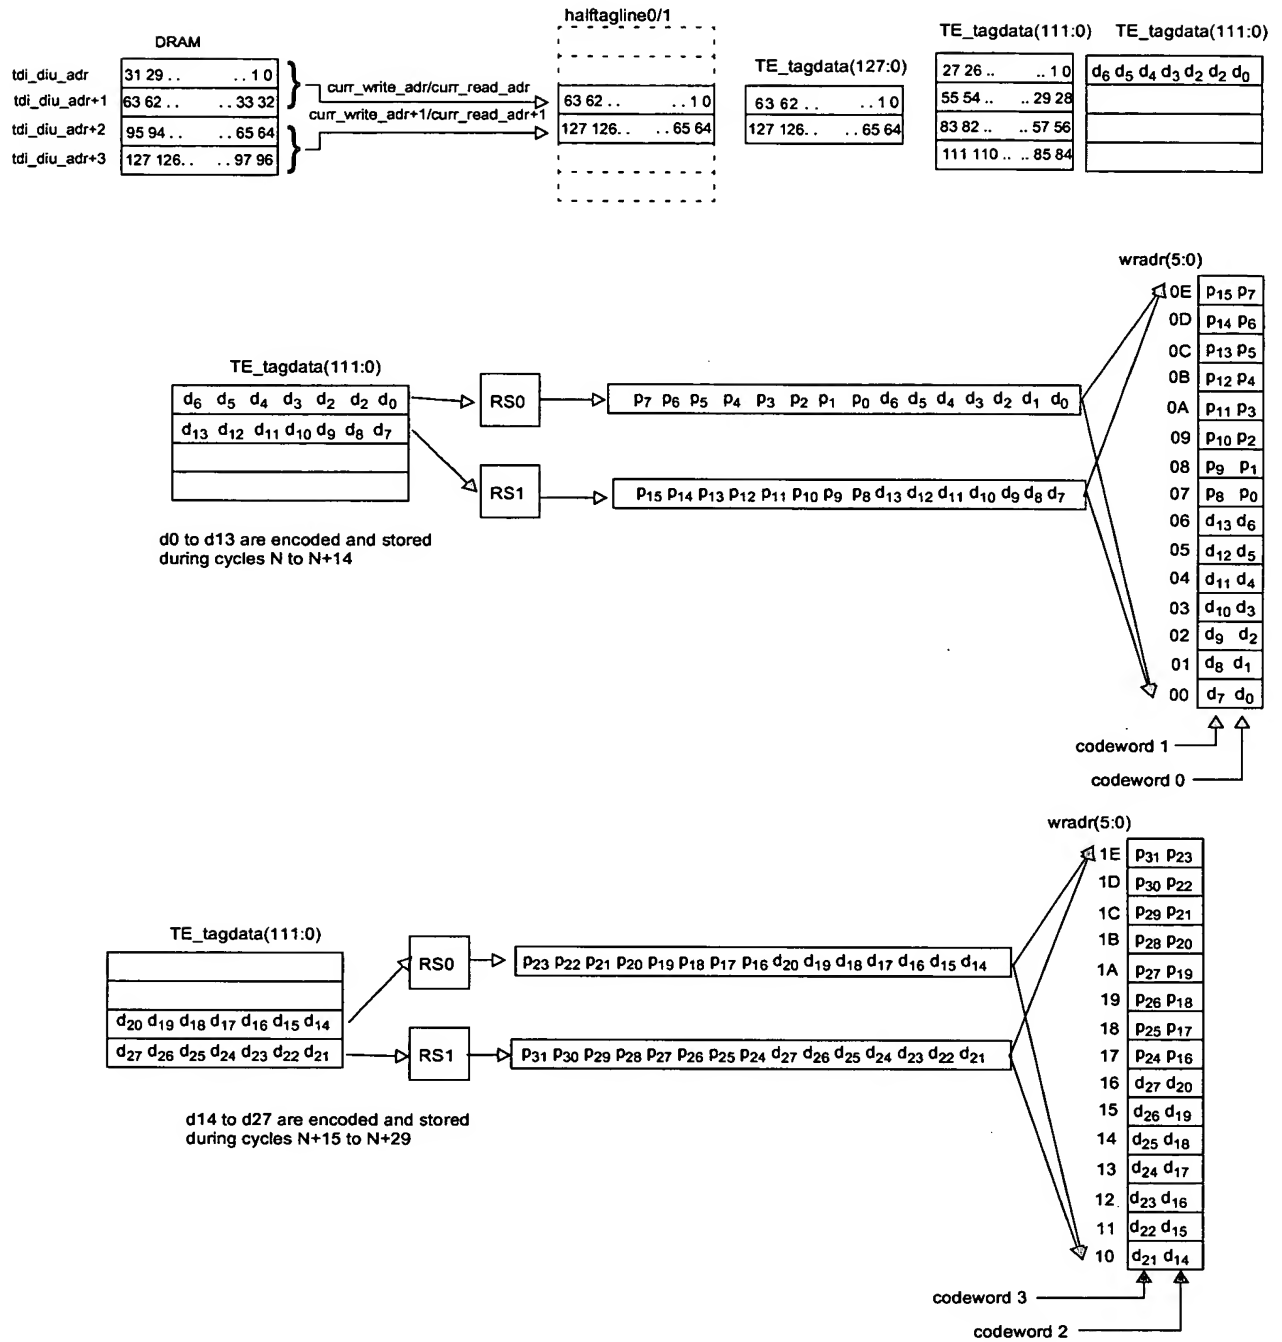 halftagline0/1
DRAM
TE_tagdata(127:0)
TE_tagdata(111:0)
TE_tagdata(111:0)
tdi_diu_adr
31 29 . . . . 1 0
tdi_diu_adr+1
63 62 . . . . 33 32
tdi_diu_adr+2
95 94 . . . . 65 64
tdi_diu_adr+3
127 126. . . . 97 96
curr_write_adr/curr_read_adr
curr_write_adr+1/curr_read_adr+1
63 62 . . . . 1 0
127 126. . . . 65 64
63 62 . . . . 1 0
127 126. . . . 65 64
27 26 . . . . 1 0
55 54 . . . . 29 28
83 82 . . . . 57 56
111 110 . . . . 85 84
d6 d5 d4 d3 d2 d2 d0
wradr(5:0)
0E p15 p7
0D p14 p6
0C p13 p5
0B p12 p4
0A p11 p3
09 p10 p2
08 p9 p1
07 p8 p0
06 d13 d6
05 d12 d5
04 d11 d4
03 d10 d3
02 d9 d2
01 d8 d1
00 d7 d0
codeword 1
codeword 0
TE_tagdata(111:0)
d6 d5 d4 d3 d2 d2 d0
d13 d12 d11 d10 d9 d8 d7
RS0
RS1
p7 p6 p5 p4 p3 p2 p1 p0 d6 d5 d4 d3 d2 d1 d0
p15 p14 p13 p12 p11 p10 p9 p8 d13 d12 d11 d10 d9 d8 d7
d0 to d13 are encoded and stored
during cycles N to N+14
wradr(5:0)
1E p31 p23
1D p30 p22
1C p29 p21
1B p28 p20
1A p27 p19
19 p26 p18
18 p25 p17
17 p24 p16
16 d27 d20
15 d26 d19
14 d25 d18
13 d24 d17
12 d23 d16
11 d22 d15
10 d21 d14
codeword 3
codeword 2
TE_tagdata(111:0)
d20 d19 d18 d17 d16 d15 d14
d27 d26 d25 d24 d23 d22 d21
RS0
RS1
p23 p22 p21 p20 p19 p18 p17 p16 d20 d19 d18 d17 d16 d15 d14
p31 p30 p29 p28 p27 p26 p25 p24 d27 d26 d25 d24 d23 d22 d21
d14 to d27 are encoded and stored
during cycles N+15 to N+29